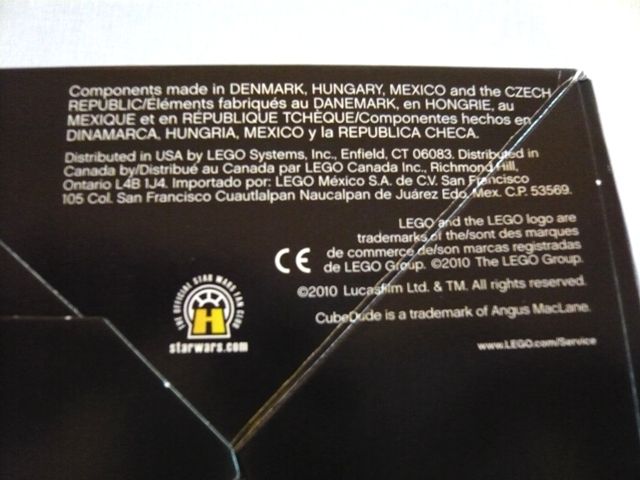 Components made in DENMARK, HUNGARY, MEXICO and the CZECH
REPUBLIC/Éléments fabriqués au DANEMARK, en HONGRIE, au
MEXIQUE et en RÉPUBLIQUE TCHÈQUE/Componentes hechos en
DINAMARCA, HUNGRIA, MEXICO y la REPUBLICA CHECA.
Distributed in USA by LEGO Systems, Inc., Enfield, CT 06083. Distributed in
Canada by/Distribué au Canada par LEGO Canada Inc., Richmond Hill,
Ontario L4B 1J4. Importado por: LEGO México S.A. de C.V. San Francisco
105 Col. San Francisco Cuautlalpan Naucalpan de Juárez Edo. Mex. C.P. 53569.
LEGO and the LEGO logo are
trademarks of the/sont des marques
de commerce de/son marcas registradas
de LEGO Group. ©2010 The LEGO Group.
CE
©2010 Lucasfilm Ltd. & TM. All rights reserved.
CubeDude is a trademark of Angus MacLane.
www.LEGO.com/Service
THE OFFICIAL STAR WARS FAN CLUB
H
starwars.com